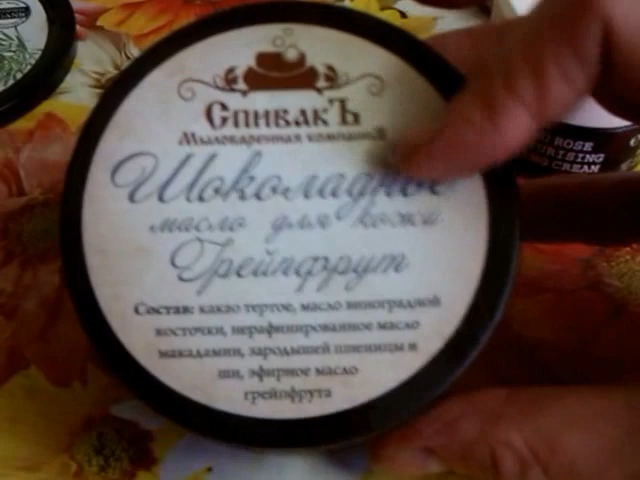 СпивакЪ
Мыловаренная компания
Шоколадное
масло для кожи
Грейпфрут
Состав: какао тертое, масло виноградной
косточки, нерафинированное масло
макадамии, зародышей пшеницы и
ши, эфирное масло
грейпфрута
ROSE
CREAM